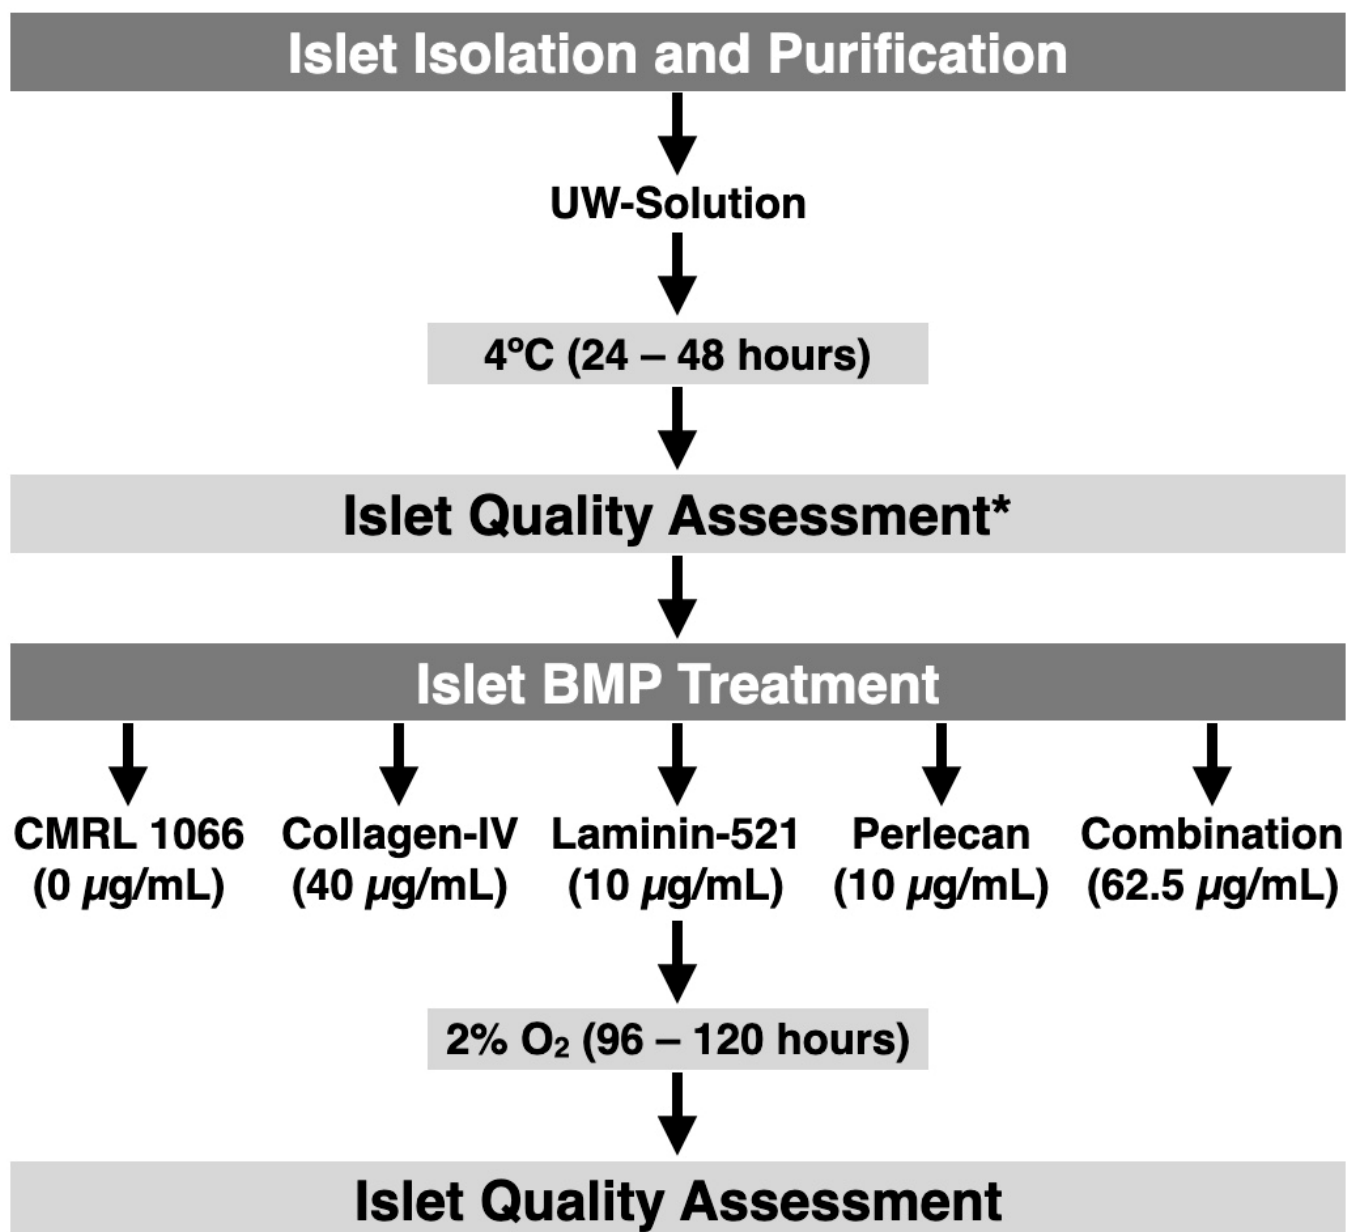 Islet Isolation and Purification
UW-Solution
4ºC (24 – 48 hours)
Islet Quality Assessment*
Islet BMP Treatment
CMRL 1066 Collagen-IV Laminin-521 Perlecan Combination
(0 µg/mL) (40 µg/mL) (10 µg/mL) (10 µg/mL) (62.5 µg/mL)
2% O₂ (96 – 120 hours)
Islet Quality Assessment